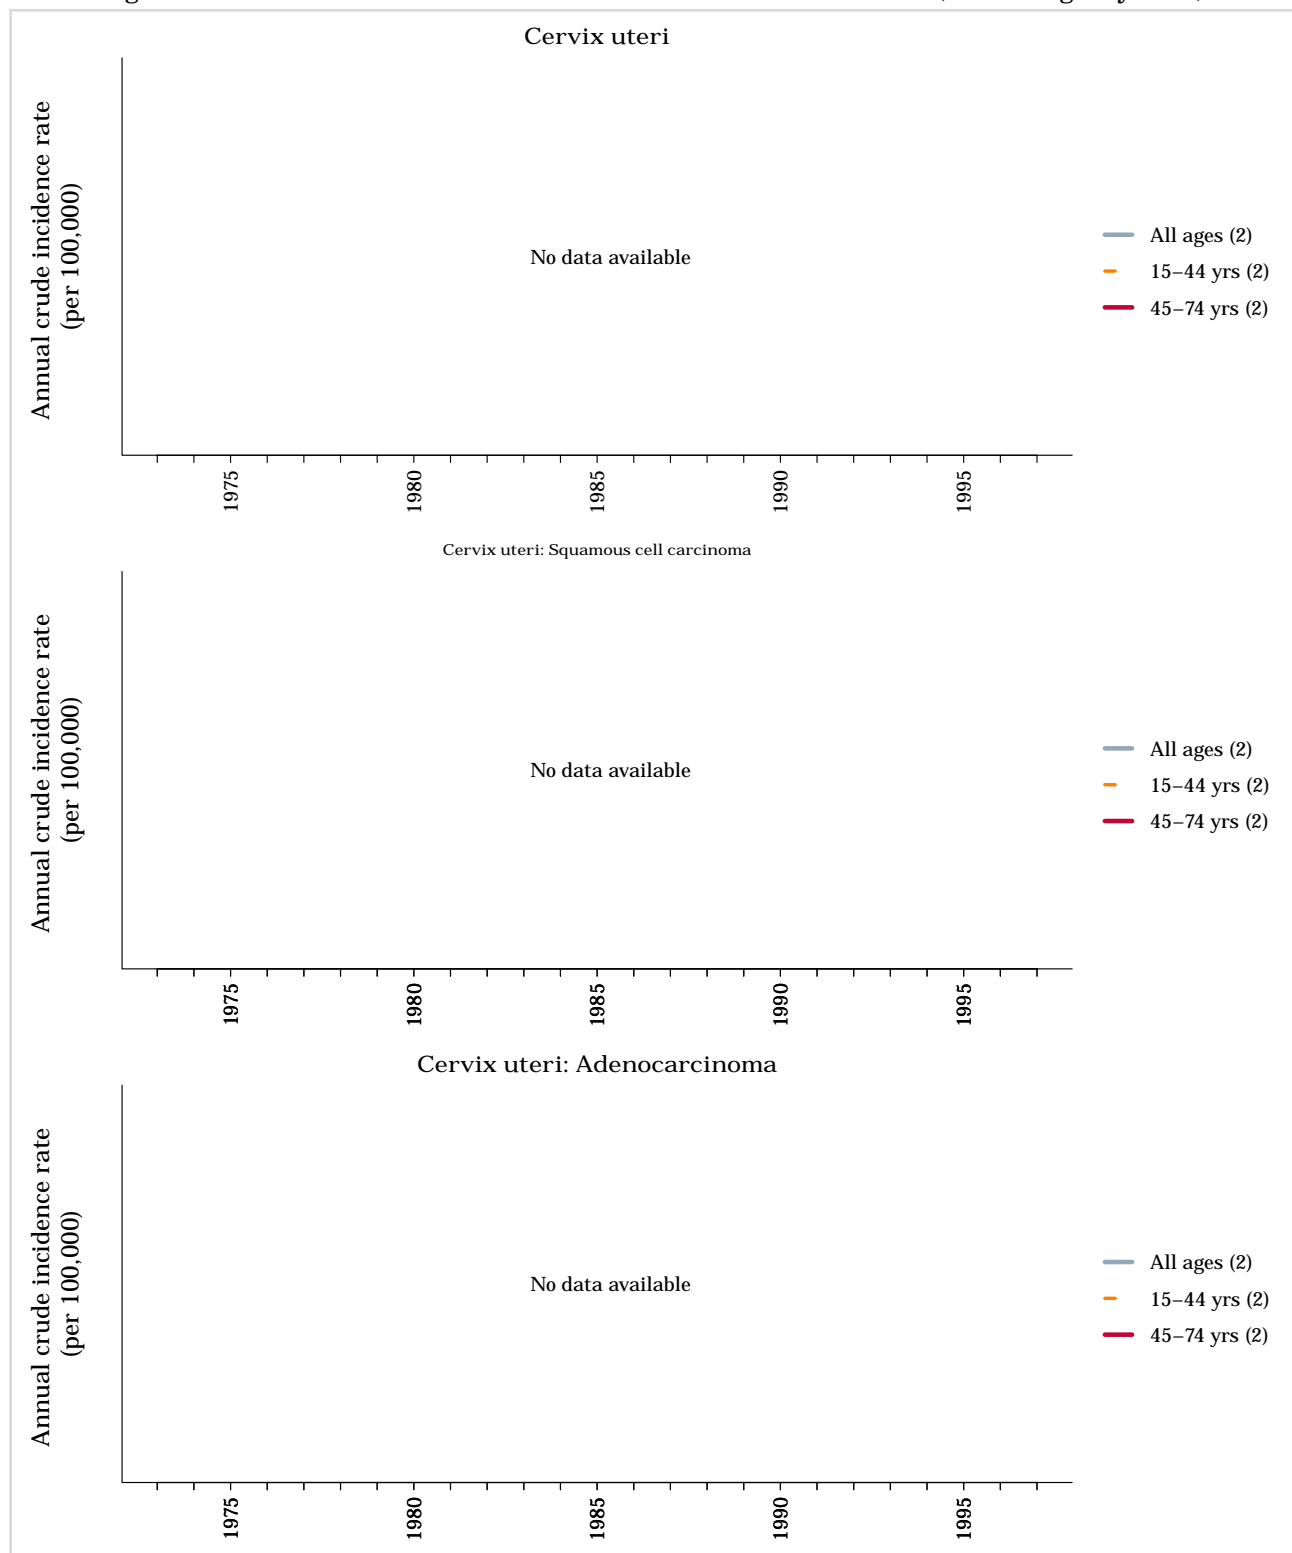 Cervix uteri
Annual crude incidence rate
(per 100,000)
No data available
All ages (2)
15–44 yrs (2)
45–74 yrs (2)
1975
1980
1985
1990
1995
Cervix uteri: Squamous cell carcinoma
Annual crude incidence rate
(per 100,000)
No data available
All ages (2)
15–44 yrs (2)
45–74 yrs (2)
1975
1980
1985
1990
1995
Cervix uteri: Adenocarcinoma
Annual crude incidence rate
(per 100,000)
No data available
All ages (2)
15–44 yrs (2)
45–74 yrs (2)
1975
1980
1985
1990
1995